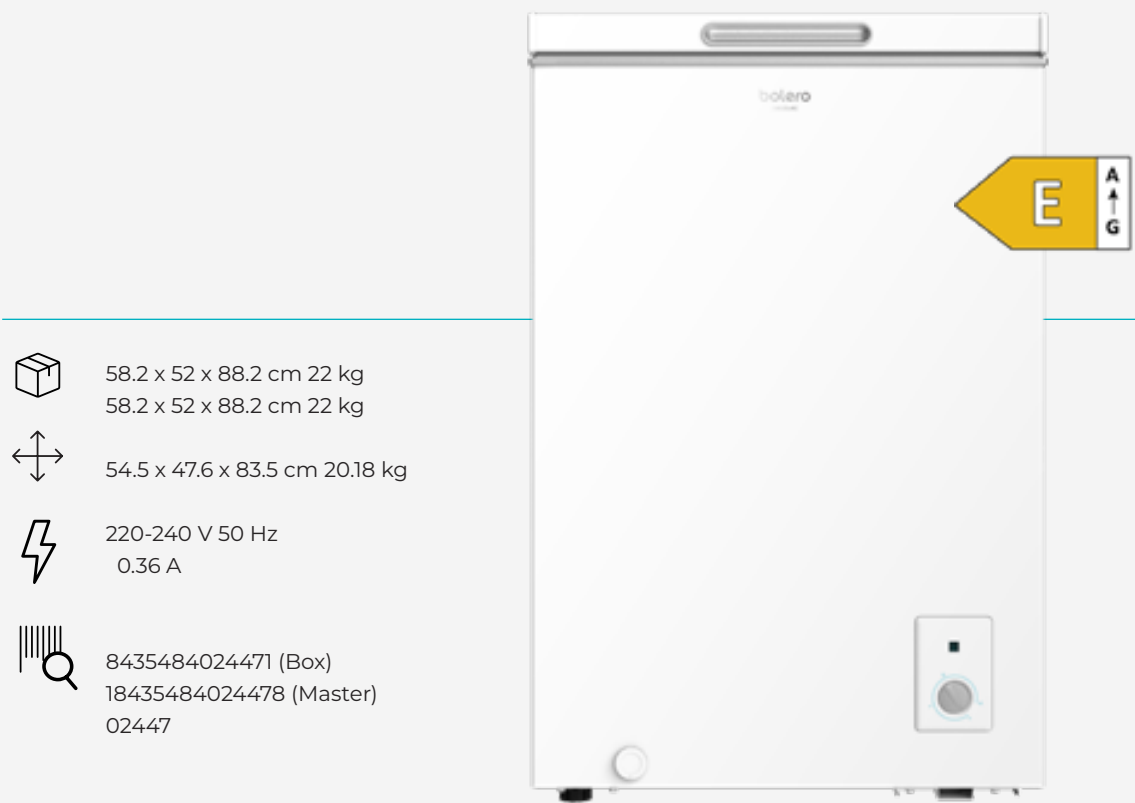 bolero
E
A
G
58.2 x 52 x 88.2 cm 22 kg
58.2 x 52 x 88.2 cm 22 kg
54.5 x 47.6 x 83.5 cm 20.18 kg
220-240 V 50 Hz
0.36 A
8435484024471 (Box)
18435484024478 (Master)
02447